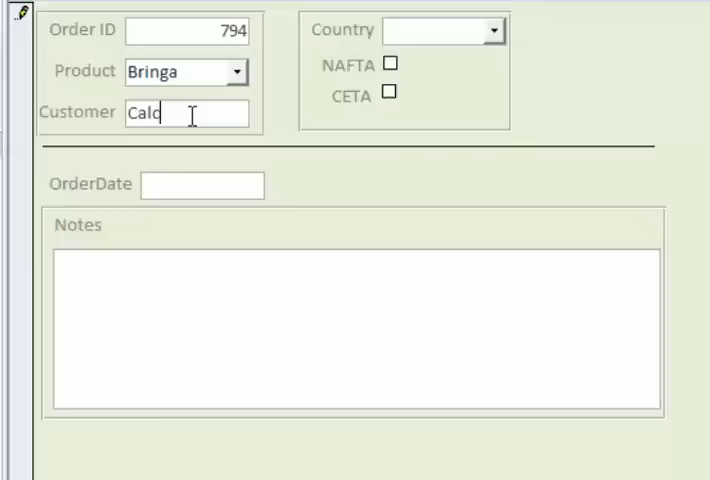 Order ID 794
Product Bringa
Customer Calc
Country
NAFTA
CETA
OrderDate
Notes